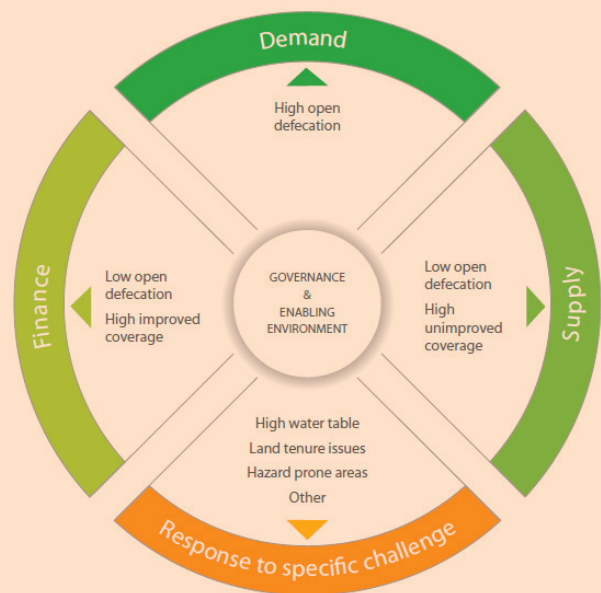 Demand
High open
defecation
Finance
Low open
defecation
High improved
coverage
GOVERNANCE
&
ENABLING
ENVIRONMENT
Low open
defecation
High
unimproved
coverage
Supply
High water table
Land tenure issues
Hazard prone areas
Other
Response to specific challenge